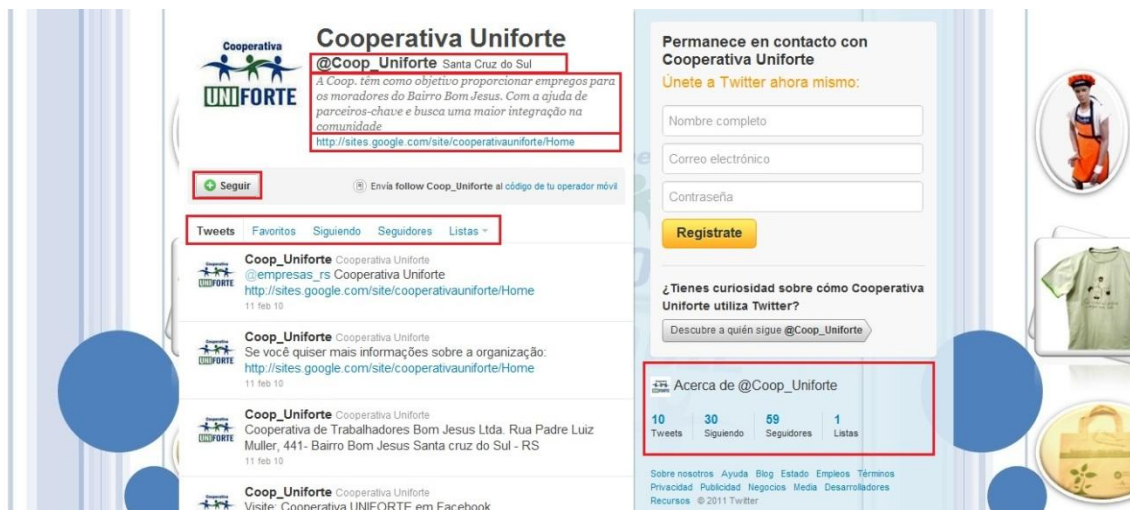 Cooperativa
UNIFORTE
Cooperativa Uniforte
@Coop_Uniforte Santa Cruz do Sul
A Coop. têm como objetivo proporcionar empregos para
os moradores do Bairro Bom Jesus. Com a ajuda de
parceiros-chave e busca uma maior integração na
comunidade
http://sites.google.com/site/cooperativauniforte/Home
Seguir
Envía follow Coop_Uniforte al código de tu operador móvil
Tweets Favoritos Siguiendo Seguidores Listas
Coop_Uniforte Cooperativa Uniforte
@empresas_rs Cooperativa Uniforte
http://sites.google.com/site/cooperativauniforte/Home
11 feb 10
Coop_Uniforte Cooperativa Uniforte
Se você quiser mais informações sobre a organização:
http://sites.google.com/site/cooperativauniforte/Home
11 feb 10
Coop_Uniforte Cooperativa Uniforte
Cooperativa de Trabalhadores Bom Jesus Ltda. Rua Padre Luiz
Muller, 441- Bairro Bom Jesus Santa cruz do Sul - RS
11 feb 10
Coop_Uniforte Cooperativa Uniforte
Visite: Cooperativa UNIFORTE em Facebook
Permanece en contacto con
Cooperativa Uniforte
Únete a Twitter ahora mismo:
Nombre completo
Correo electrónico
Contraseña
Registrate
¿Tienes curiosidad sobre cómo Cooperativa
Uniforte utiliza Twitter?
Descubre a quién sigue @Coop_Uniforte
Acerca de @Coop_Uniforte
10 30 59 1
Tweets Siguiendo Seguidores Listas
Sobre nosotros Ayuda Blog Estado Empleos Términos
Privacidad Publicidad Negocios Media Desarrolladores
Recursos © 2011 Twitter